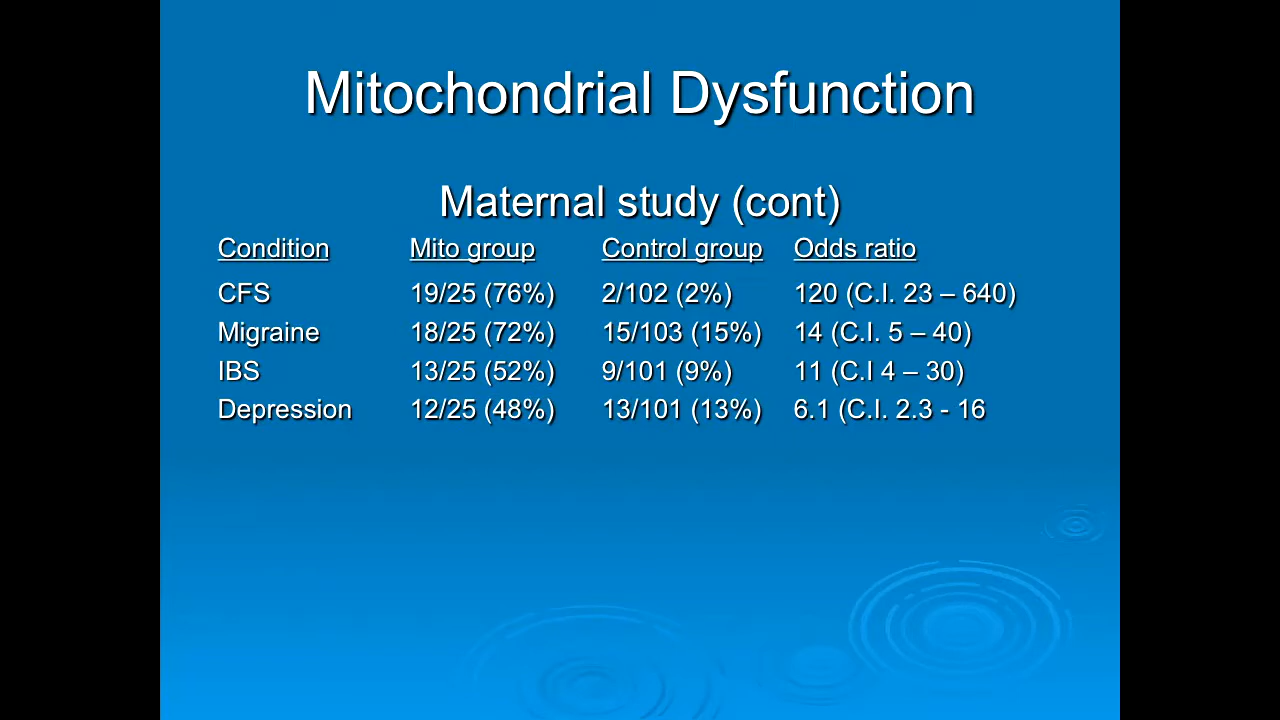 Mitochondrial Dysfunction
Maternal study (cont)
Condition Mito group Control group Odds ratio
CFS 19/25 (76%) 2/102 (2%) 120 (C.I. 23 – 640)
Migraine 18/25 (72%) 15/103 (15%) 14 (C.I. 5 – 40)
IBS 13/25 (52%) 9/101 (9%) 11 (C.I 4 – 30)
Depression 12/25 (48%) 13/101 (13%) 6.1 (C.I. 2.3 - 16